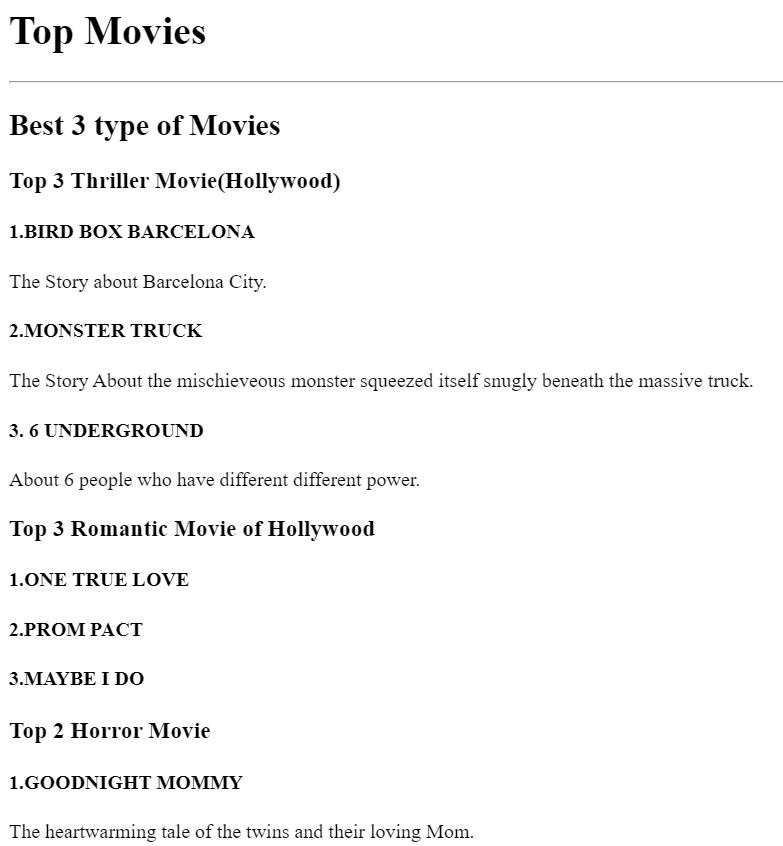 Top Movies
Best 3 type of Movies
Top 3 Thriller Movie(Hollywood)
1.BIRD BOX BARCELONA
The Story about Barcelona City.
2.MONSTER TRUCK
The Story About the mischieveous monster squeezed itself snugly beneath the massive truck.
3. 6 UNDERGROUND
About 6 people who have different different power.
Top 3 Romantic Movie of Hollywood
1.ONE TRUE LOVE
2.PROM PACT
3.MAYBE I DO
Top 2 Horror Movie
1.GOODNIGHT MOMMY
The heartwarming tale of the twins and their loving Mom.